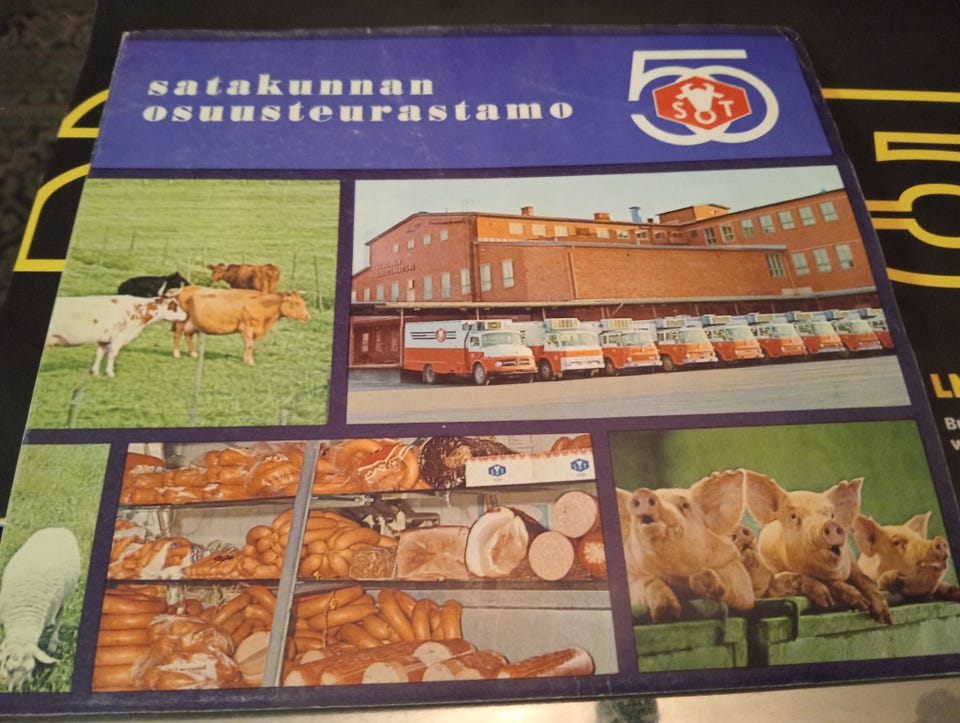 satakunnan
osuusteurastamo
50
SOT